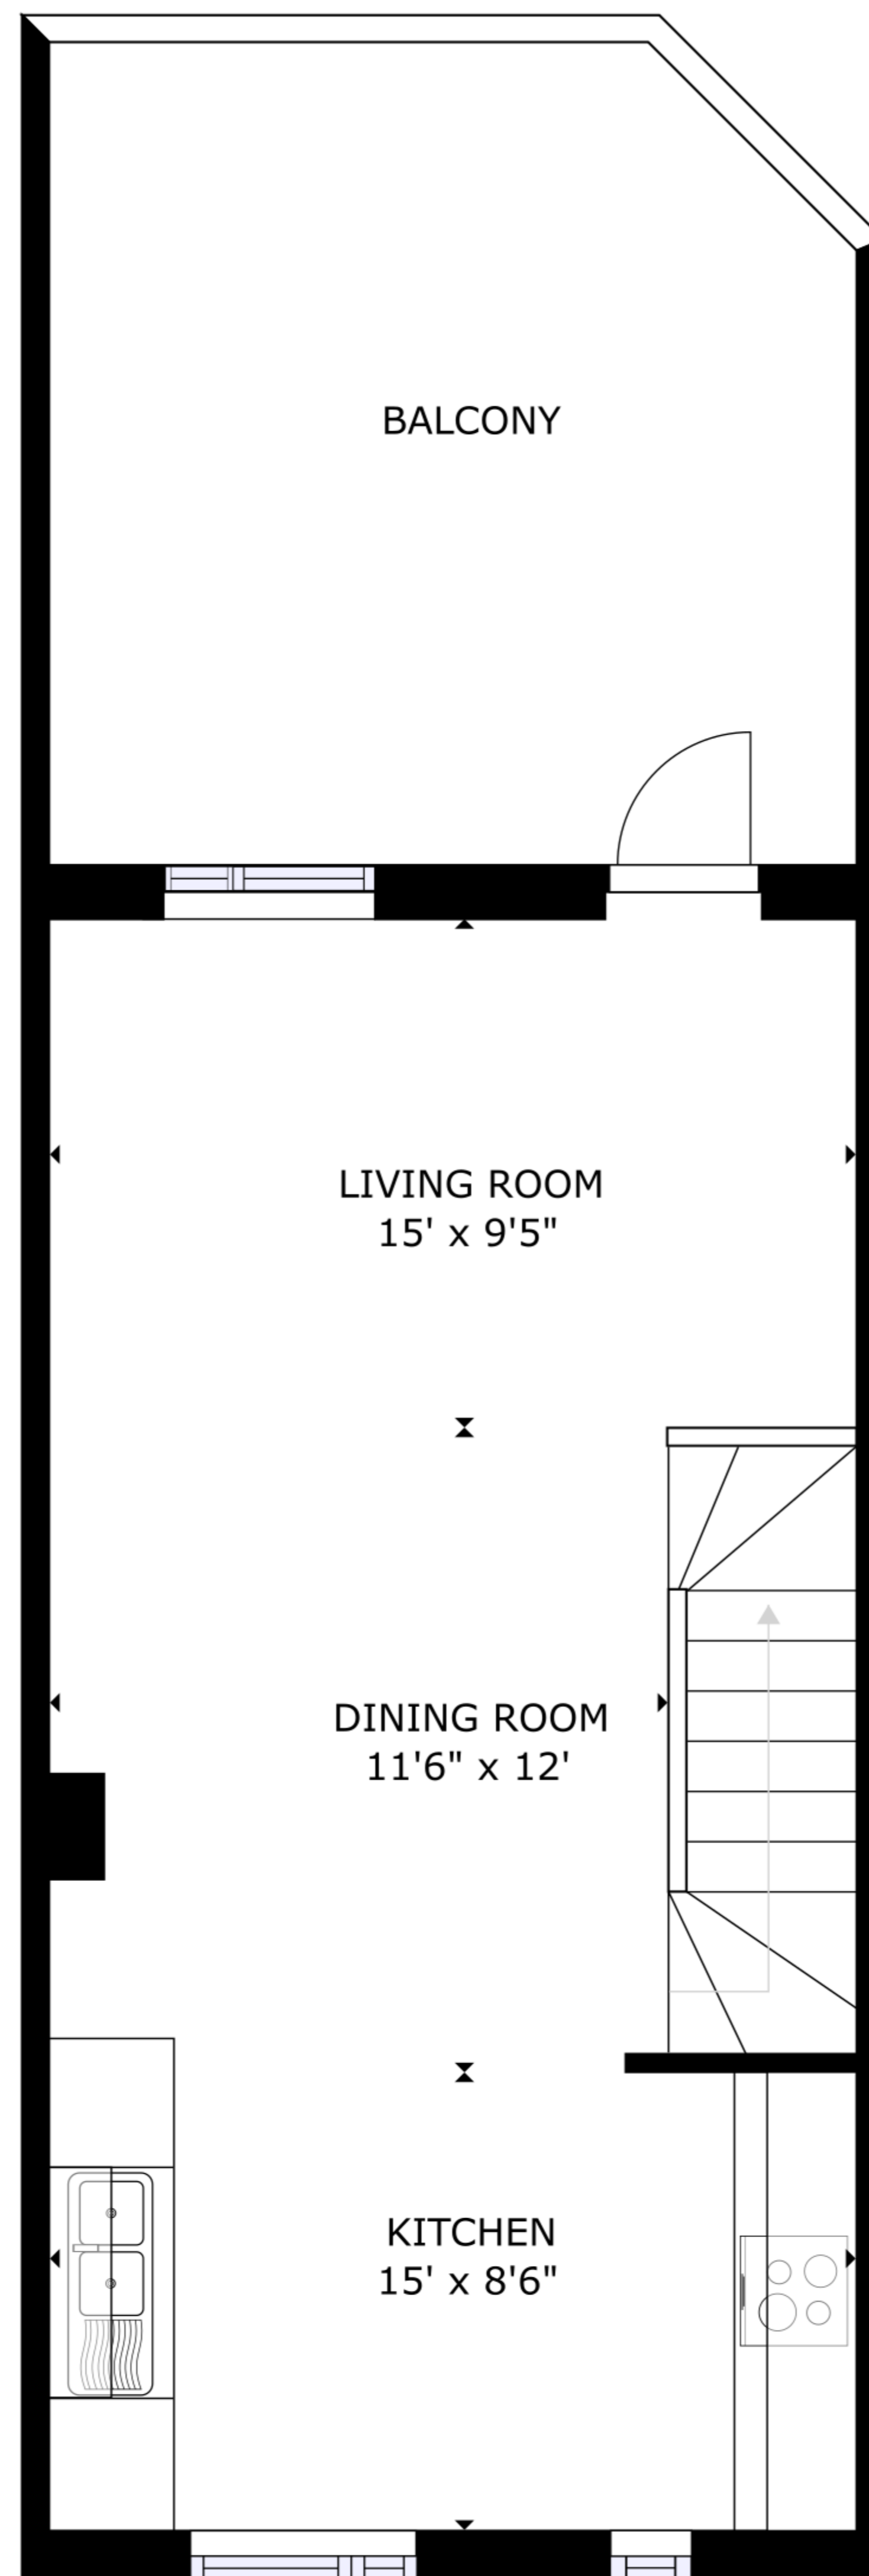 BALCONY
LIVING ROOM
15' x 9'5"
DINING ROOM
11'6" x 12'
KITCHEN
15' x 8'6"